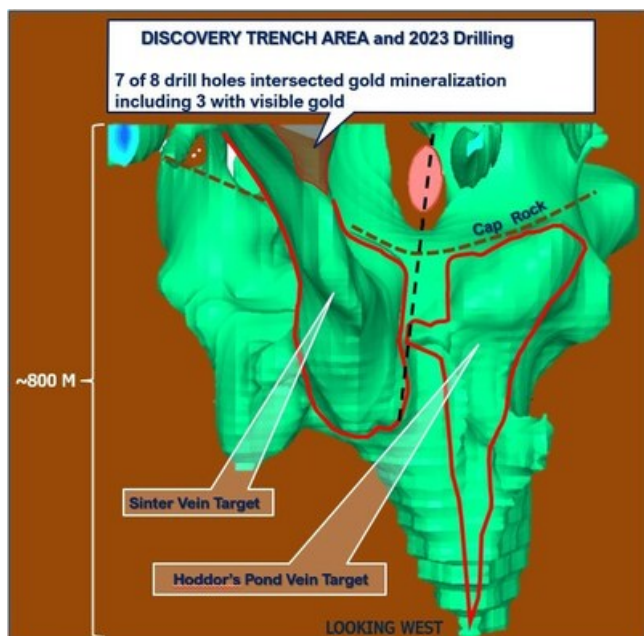 DISCOVERY TRENCH AREA and 2023 Drilling
7 of 8 drill holes intersected gold mineralization
including 3 with visible gold
Cap Rock
~800 M
Sinter Vein Target
Hoddor's Pond Vein Target
LOOKING WEST